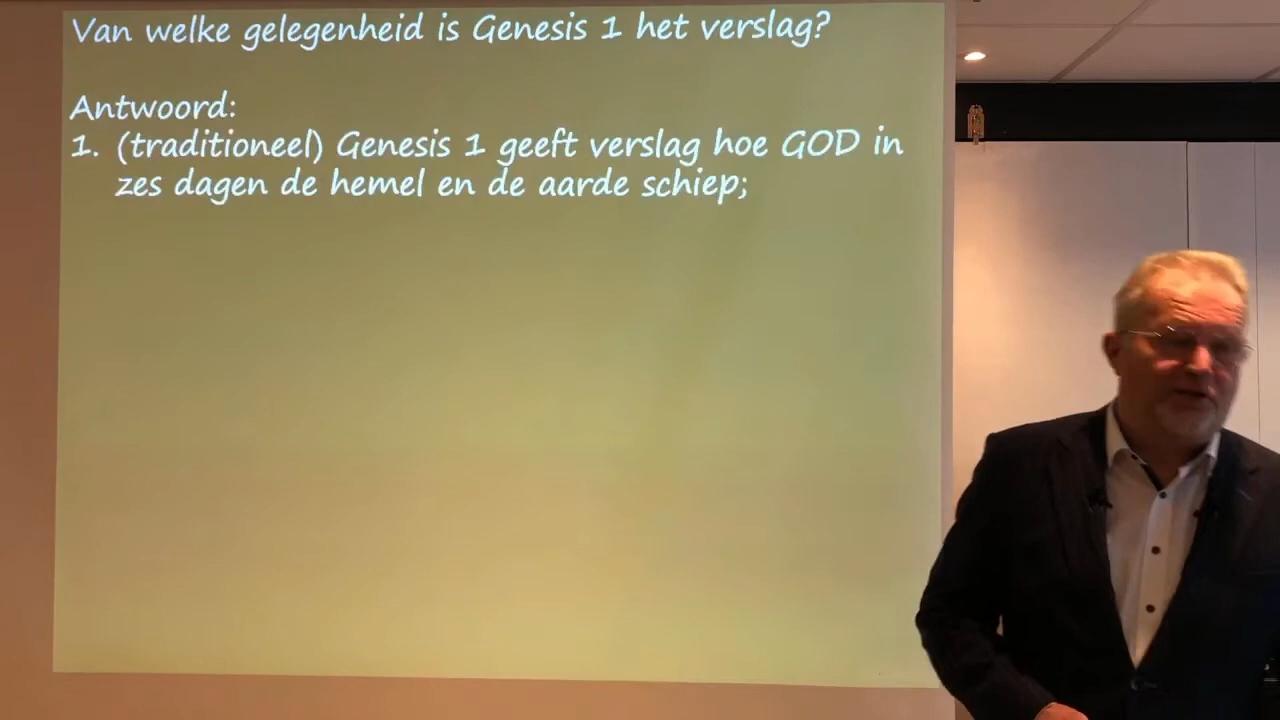 Van welke gelegenheid is Genesis 1 het verslag?
Antwoord:
1. (traditioneel) Genesis 1 geeft verslag hoe GOD in
zes dagen de hemel en de aarde schiep;